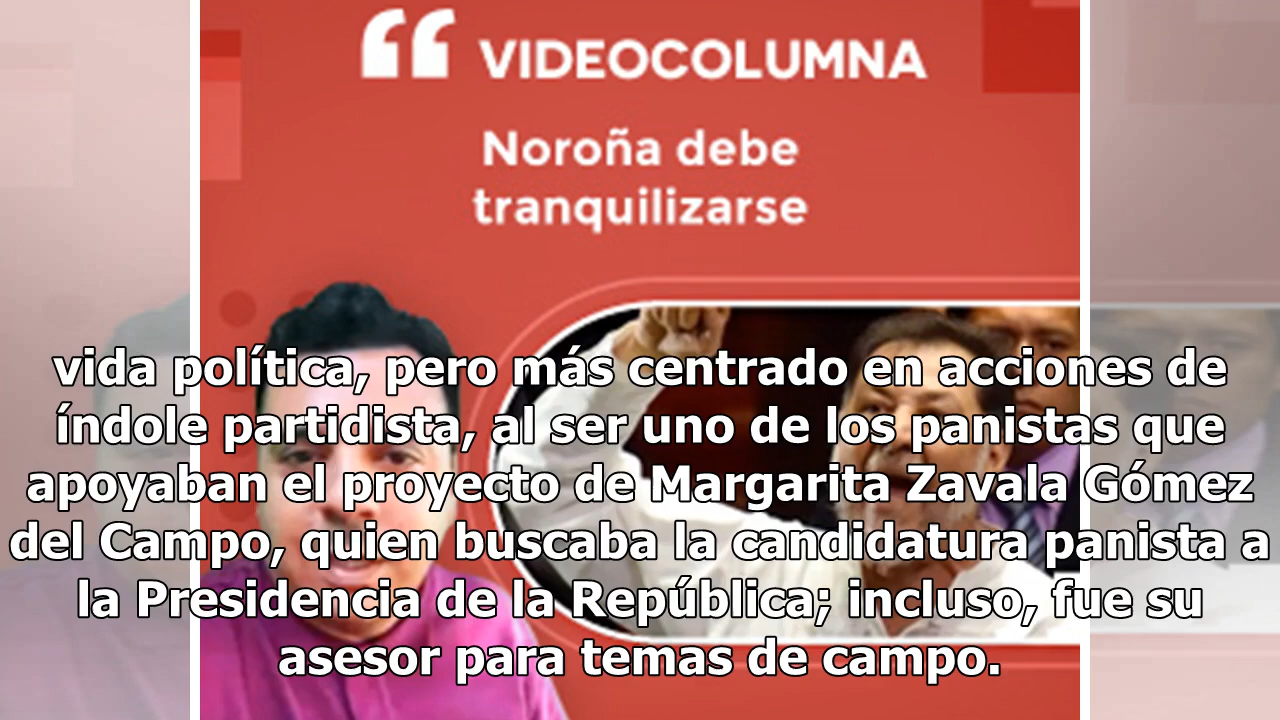 VIDEOCOLUMNA
Noroña debe
tranquilizarse
vida política, pero más centrado en acciones de
índole partidista, al ser uno de los panistas que
apoyaban el proyecto de Margarita Zavala Gómez
del Campo, quien buscaba la candidatura panista a
la Presidencia de la República; incluso, fue su
asesor para temas de campo.